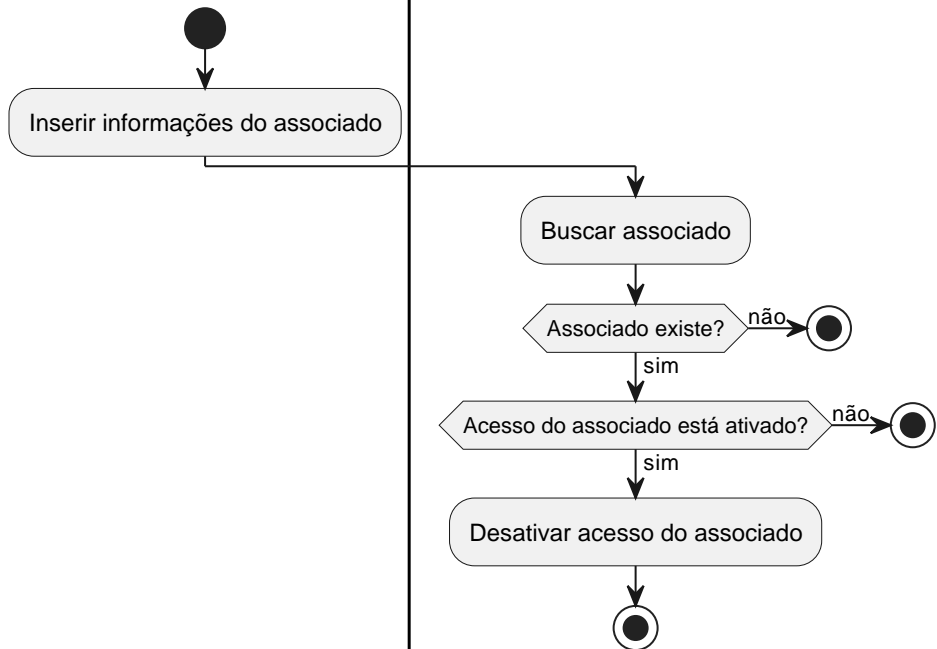 Inserir informações do associado
Buscar associado
Associado existe?
não
sim
Acesso do associado está ativado?
não
sim
Desativar acesso do associado